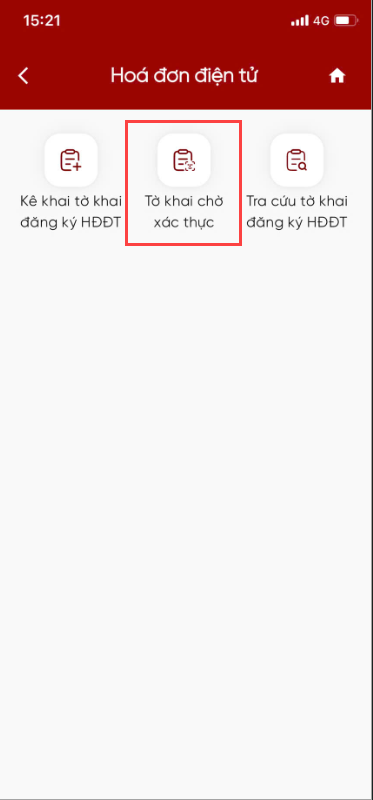 15:21
4G
Hoá đơn điện tử
Kê khai tờ khai
đăng ký HĐĐT
Tờ khai chờ
xác thực
Tra cứu tờ khai
đăng ký HĐĐT